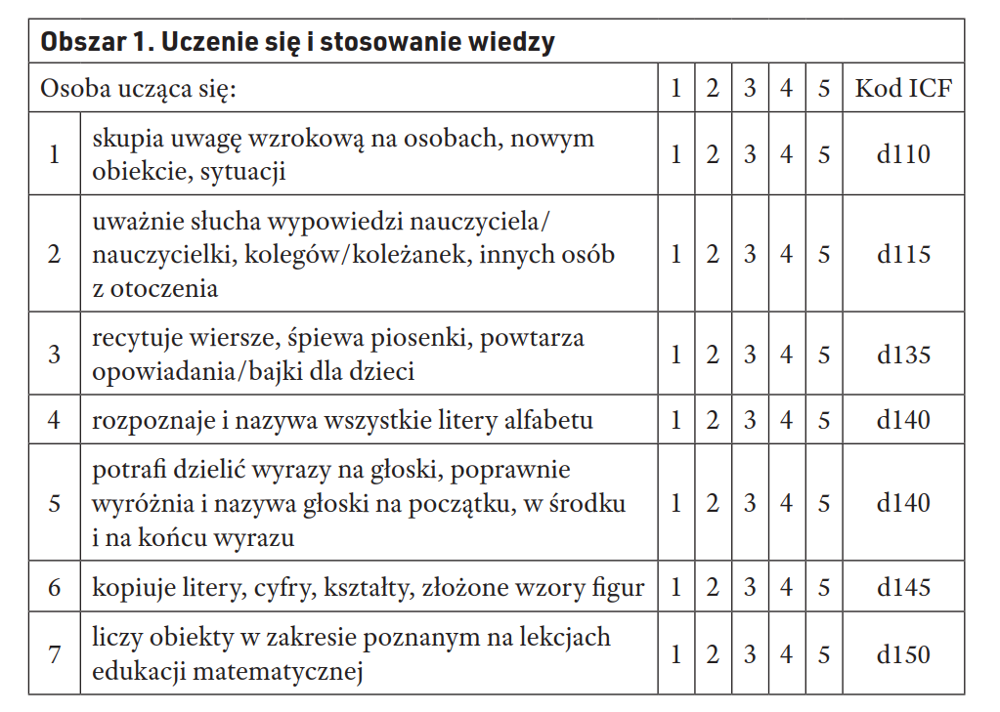 Obszar 1. Uczenie się i stosowanie wiedzy
Osoba ucząca się: 1 2 3 4 5 Kod ICF
1 skupia uwagę wzrokową na osobach, nowym
obiekcie, sytuacji 1 2 3 4 5 d110
2 uważnie słucha wypowiedzi nauczyciela/
nauczycielki, kolegów/koleżanek, innych osób
z otoczenia 1 2 3 4 5 d115
3 recytuje wiersze, śpiewa piosenki, powtarza
opowiadania/bajki dla dzieci 1 2 3 4 5 d135
4 rozpoznaje i nazywa wszystkie litery alfabetu 1 2 3 4 5 d140
5 potrafi dzielić wyrazy na głoski, poprawnie
wyróżnia i nazywa głoski na początku, w środku
i na końcu wyrazu 1 2 3 4 5 d140
6 kopiuje litery, cyfry, kształty, złożone wzory figur 1 2 3 4 5 d145
7 liczy obiekty w zakresie poznanym na lekcjach
edukacji matematycznej 1 2 3 4 5 d150